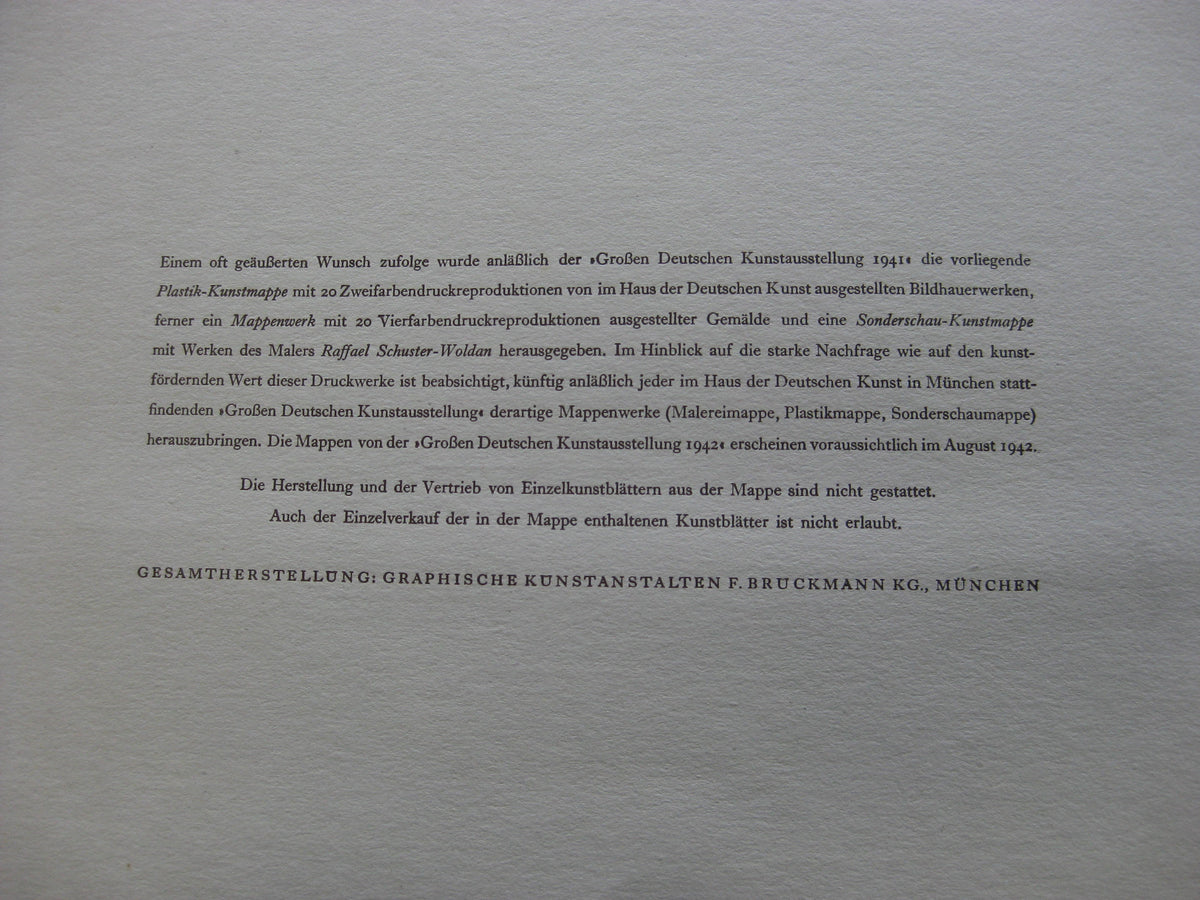 Einem oft geäußerten Wunsch zufolge wurde anläßlich der »Großen Deutschen Kunstausstellung 1941« die vorliegende
Plastik-Kunstmappe mit 20 Zweifarbendruckreproduktionen von im Haus der Deutschen Kunst ausgestellten Bildhauerwerken,
ferner ein Mappenwerk mit 20 Vierfarbendruckreproduktionen ausgestellter Gemälde und eine Sonderschau-Kunstmappe
mit Werken des Malers Raffael Schuster-Woldan herausgegeben. Im Hinblick auf die starke Nachfrage wie auf den kunst-
fördernden Wert dieser Druckwerke ist beabsichtigt, künftig anläßlich jeder im Haus der Deutschen Kunst in München statt-
findenden »Großen Deutschen Kunstausstellung« derartige Mappenwerke (Malereimappe, Plastikmappe, Sonderschaumappe)
herauszubringen. Die Mappen von der »Großen Deutschen Kunstausstellung 1942« erscheinen voraussichtlich im August 1942.
Die Herstellung und der Vertrieb von Einzelkunstblättern aus der Mappe sind nicht gestattet.
Auch der Einzelverkauf der in der Mappe enthaltenen Kunstblätter ist nicht erlaubt.
GESAMTHERSTELLUNG: GRAPHISCHE KUNSTANSTALTEN F. BRUCKMANN KG., MÜNCHEN